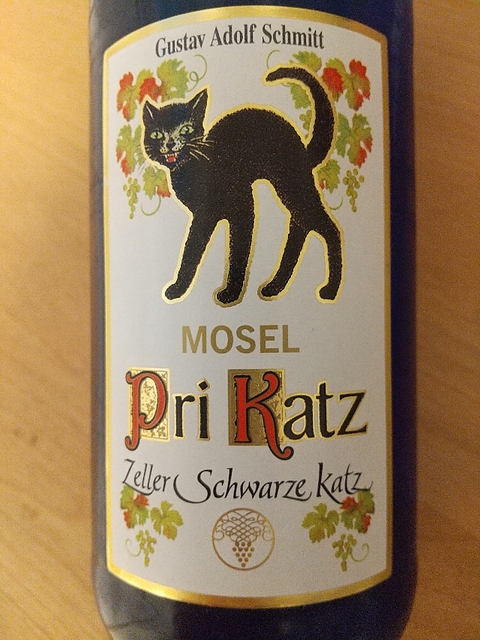 Gustav Adolf Schmitt
MOSEL
Pri Katz
Zeller Schwarze Katz